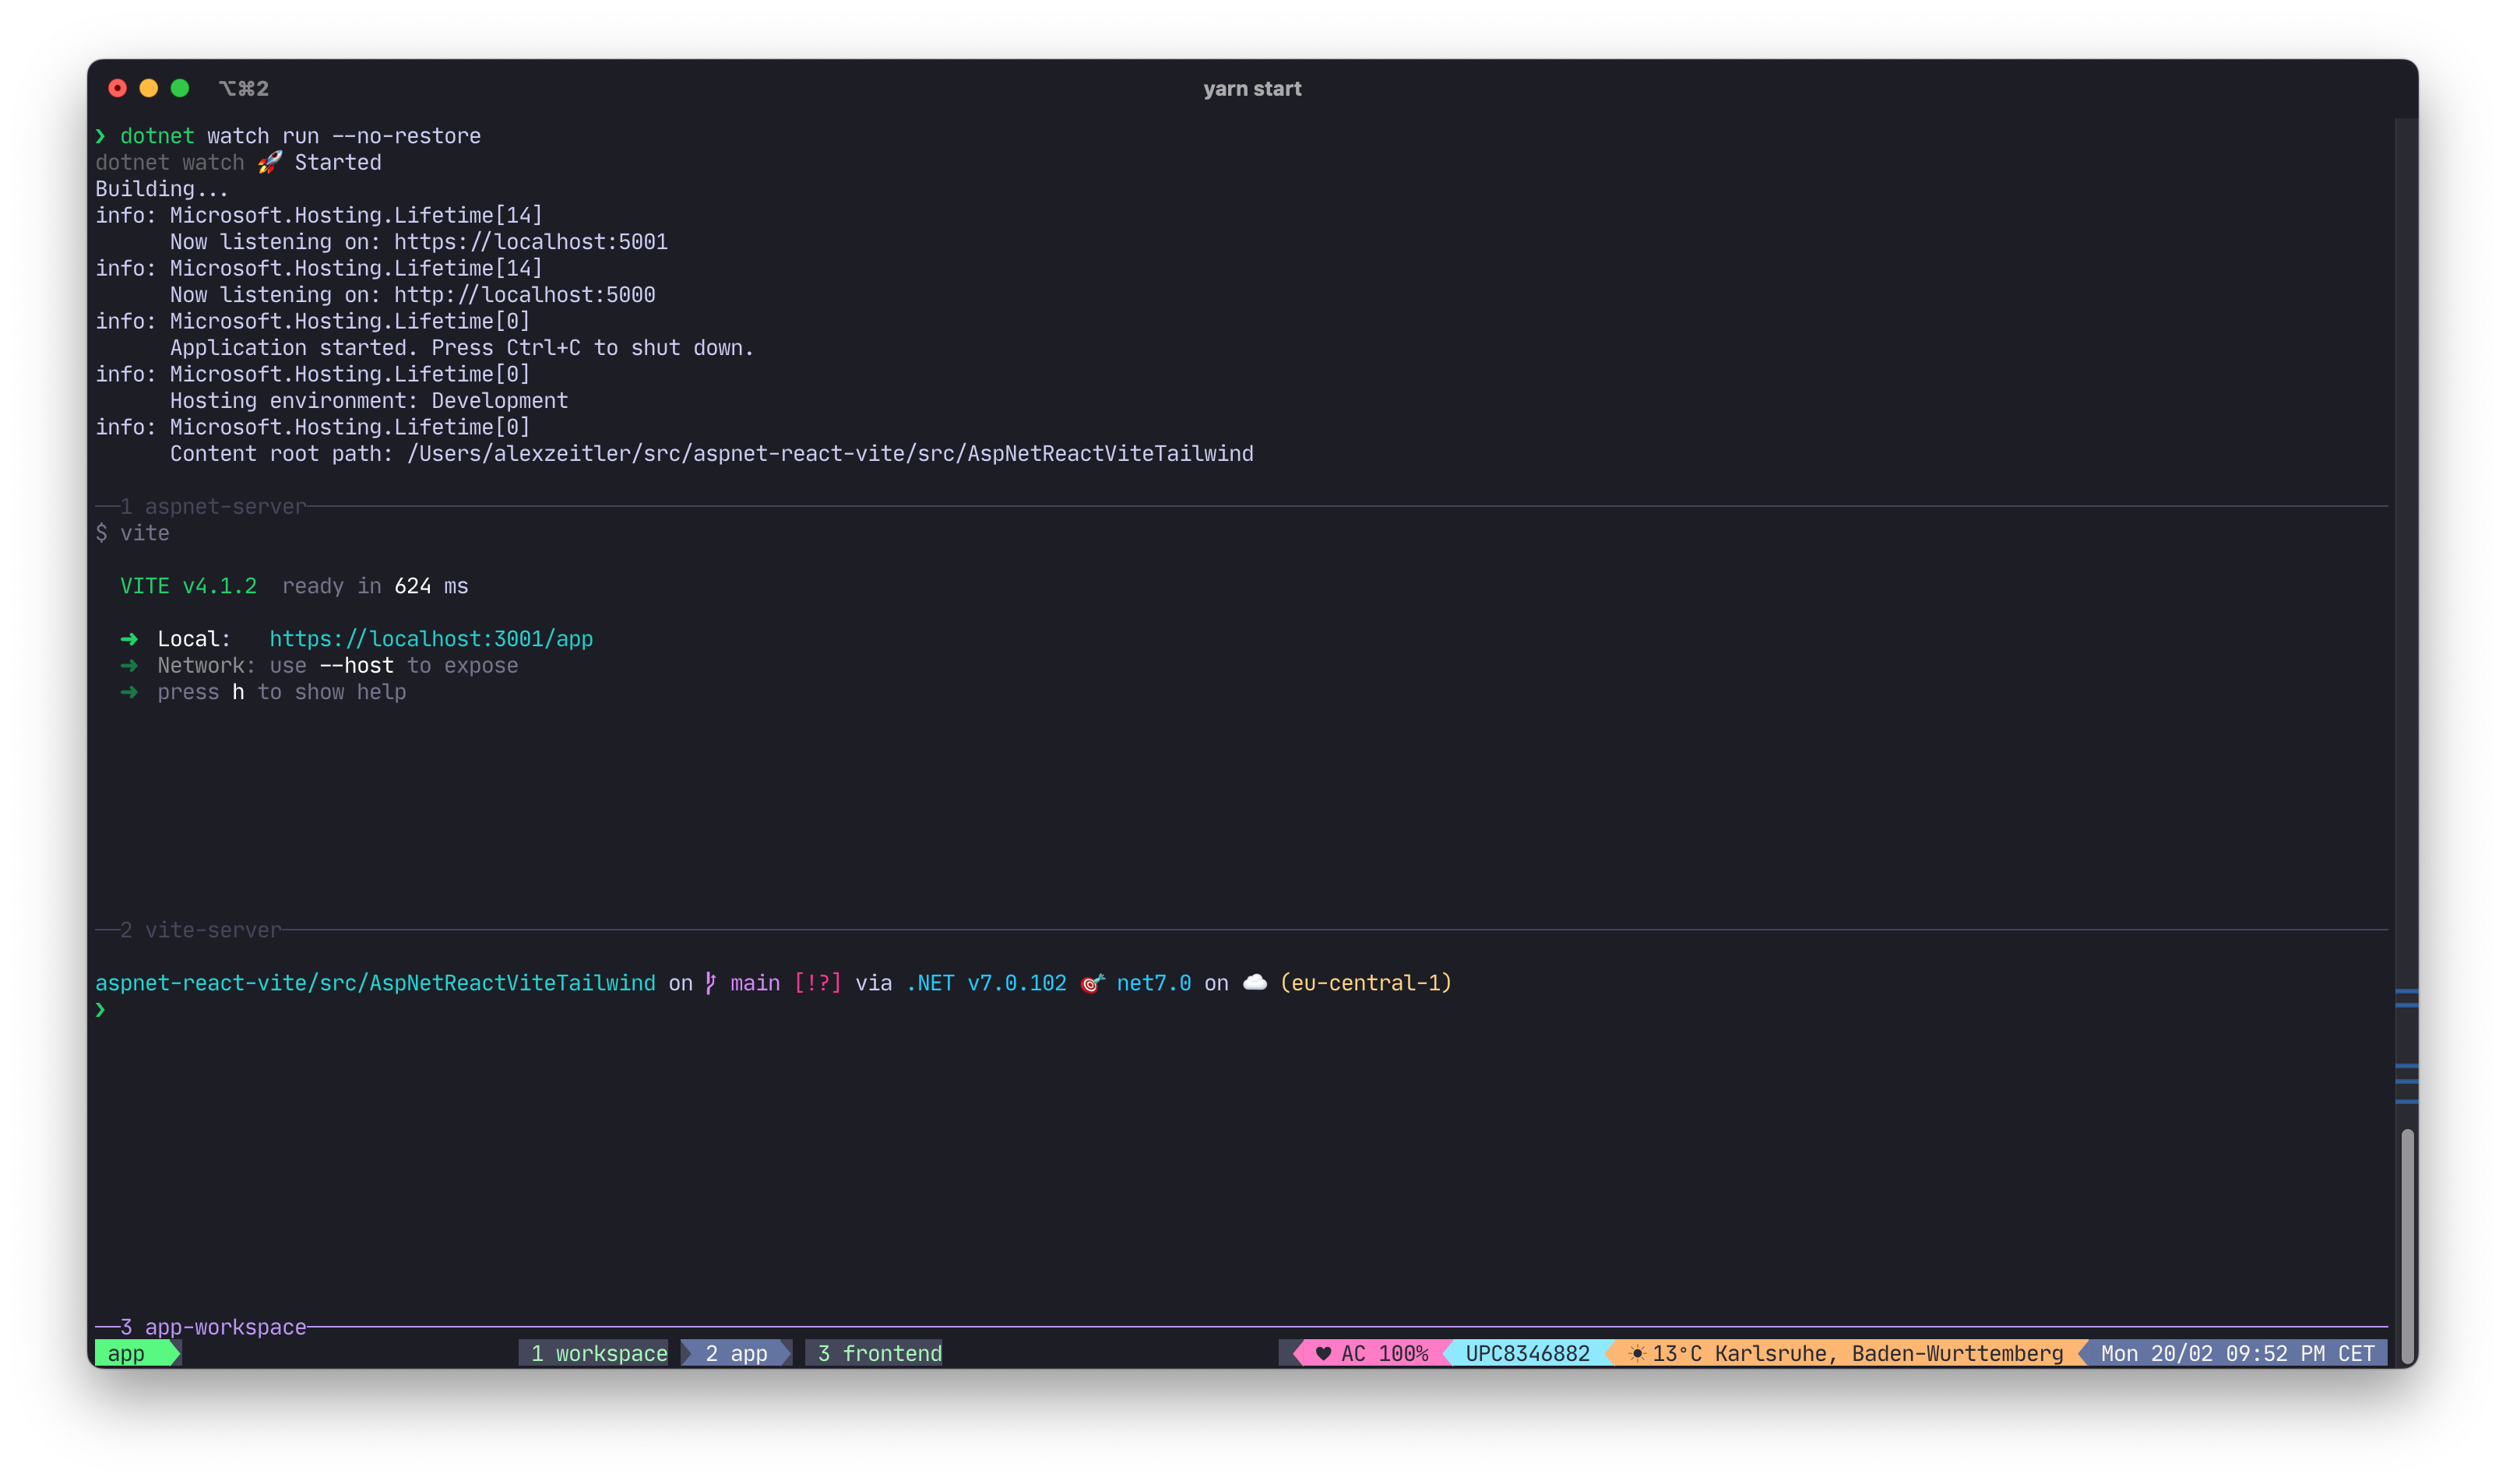 ⌥⌘2 yarn start
❯ dotnet watch run --no-restore
dotnet watch 🚀 Started
Building...
info: Microsoft.Hosting.Lifetime[14]
      Now listening on: https://localhost:5001
info: Microsoft.Hosting.Lifetime[14]
      Now listening on: http://localhost:5000
info: Microsoft.Hosting.Lifetime[0]
      Application started. Press Ctrl+C to shut down.
info: Microsoft.Hosting.Lifetime[0]
      Hosting environment: Development
info: Microsoft.Hosting.Lifetime[0]
      Content root path: /Users/alexzeitler/src/aspnet-react-vite/src/AspNetReactViteTailwind
1 aspnet-server
$ vite
VITE v4.1.2  ready in 624 ms
➜  Local:   https://localhost:3001/app
➜  Network: use --host to expose
➜  press h to show help
2 vite-server
aspnet-react-vite/src/AspNetReactViteTailwind on main [!?] via .NET v7.0.102 🎯 net7.0 on ☁️ (eu-central-1)
❯
3 app-workspace
app 1 workspace 2 app 3 frontend ♥ AC 100% UPC8346882 ☀ 13°C Karlsruhe, Baden-Wurttemberg Mon 20/02 09:52 PM CET